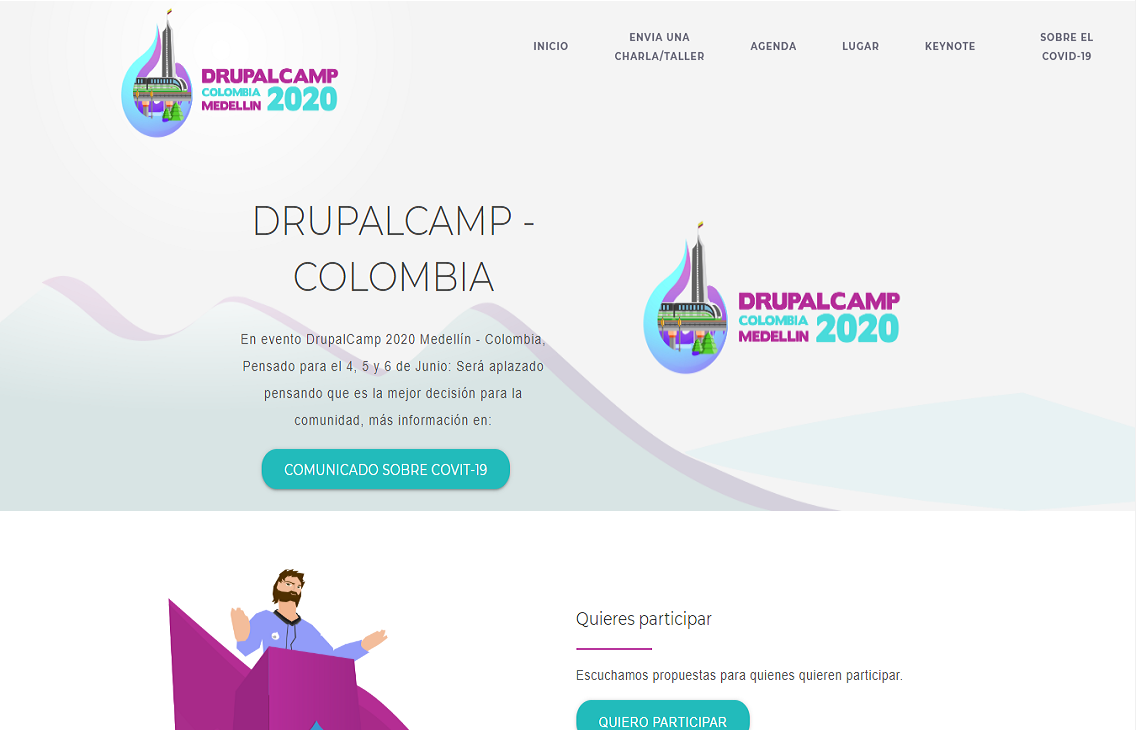 DRUPALCAMP
COLOMBIA
MEDELLIN 2020
INICIO
ENVIA UNA
CHARLA/TALLER
AGENDA
LUGAR
KEYNOTE
SOBRE EL
COVID-19
DRUPALCAMP -
COLOMBIA
En evento DrupalCamp 2020 Medellín - Colombia,
Pensado para el 4, 5 y 6 de Junio: Será aplazado
pensando que es la mejor decisión para la
comunidad, más información en:
COMUNICADO SOBRE COVIT-19
DRUPALCAMP
COLOMBIA
MEDELLIN 2020
Quieres participar
Escuchamos propuestas para quienes quieren participar.
QUIERO PARTICIPAR